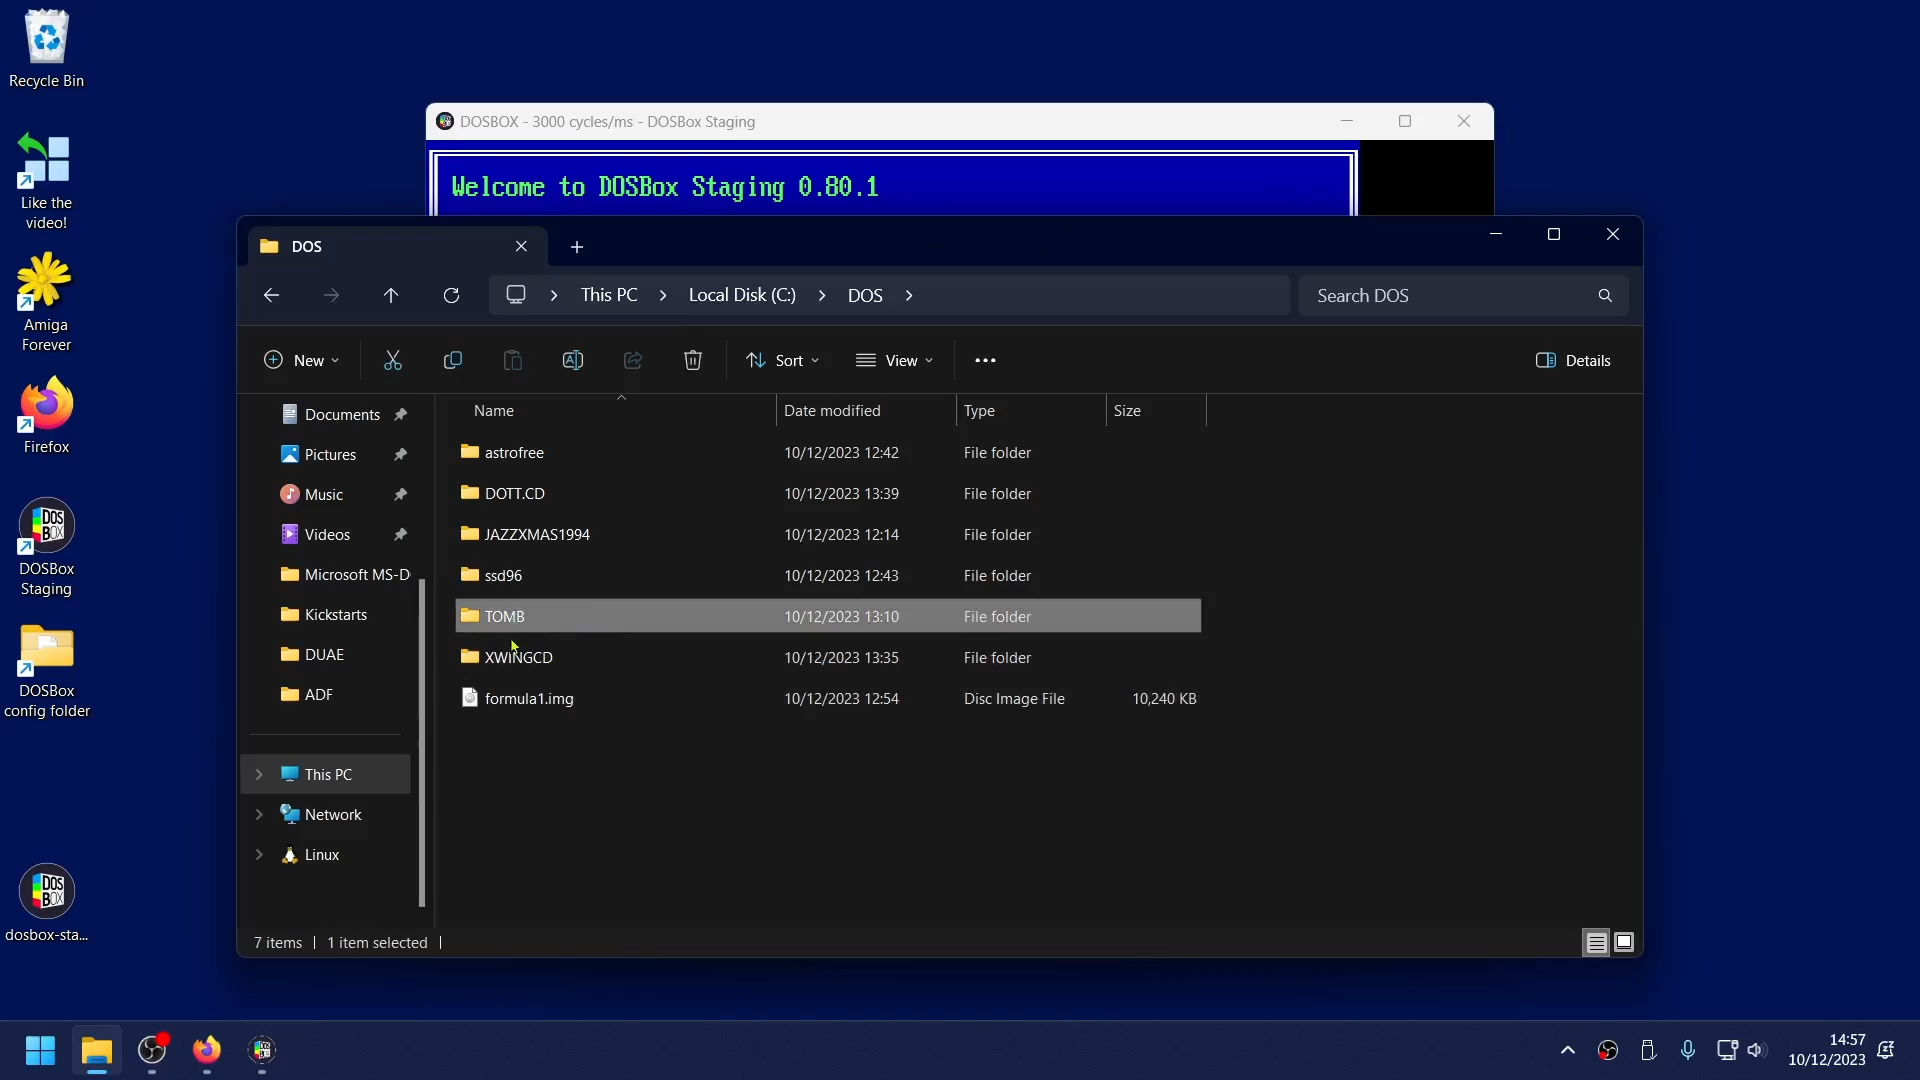 Recycle Bin
Like the
video!
Amiga
Forever
Firefox
DOSBox
Staging
DOSBox
config folder
dosbox-sta...
DOSBOX - 3000 cycles/ms - DOSBox Staging
Welcome to DOSBox Staging 0.80.1
DOS
This PC
Local Disk (C:)
DOS
Search DOS
New
Sort
View
Details
Documents
Pictures
Music
Videos
Microsoft MS-D
Kickstarts
DUAE
ADF
This PC
Network
Linux
Name Date modified Type Size
astrofree 10/12/2023 12:42 File folder
DOTT.CD 10/12/2023 13:39 File folder
JAZZXMAS1994 10/12/2023 12:14 File folder
ssd96 10/12/2023 12:43 File folder
TOMB 10/12/2023 13:10 File folder
XWINGCD 10/12/2023 13:35 File folder
formula1.img 10/12/2023 12:54 Disc Image File 10,240 KB
7 items 1 item selected
14:57
10/12/2023